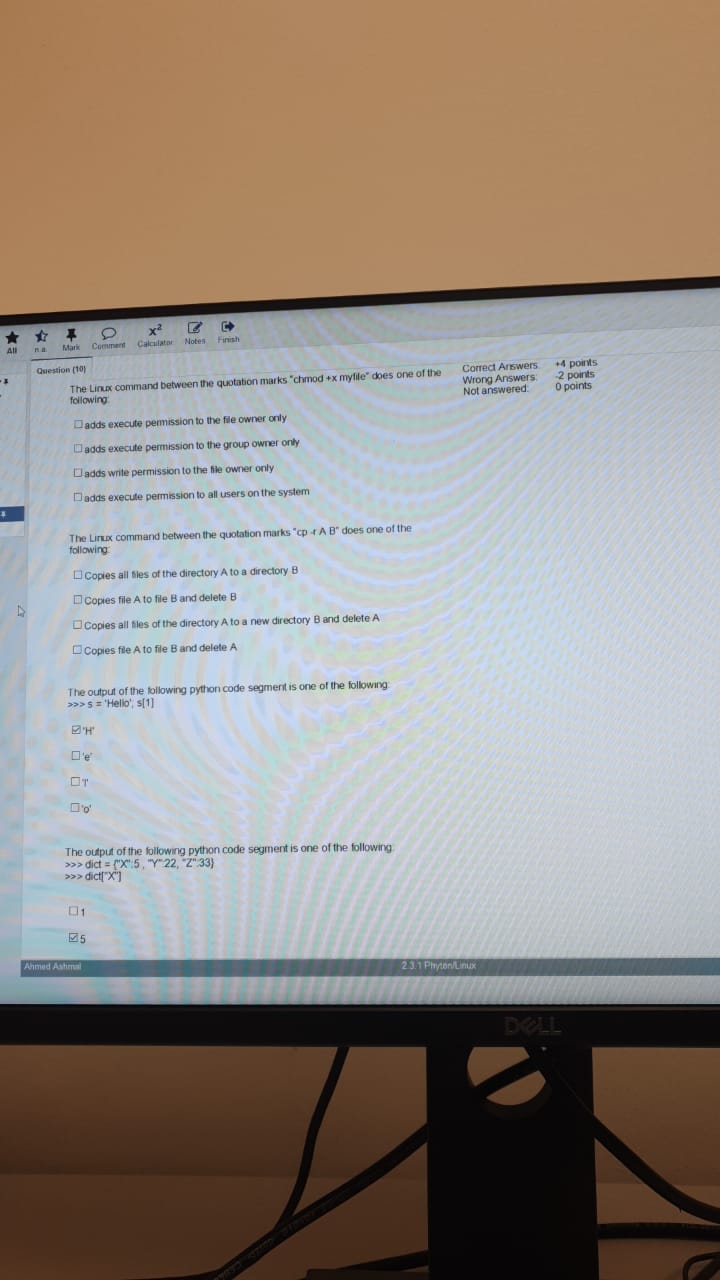 All
n.a.
Mark
Comment
x²
Calculator
Notes
Finish
Question (10)
The Linux command between the quotation marks "chmod +x myfile" does one of the
following:
Correct Answers: +4 points
Wrong Answers: -2 points
Not answered: 0 points
adds execute permission to the file owner only
adds execute permission to the group owner only
adds write permission to the file owner only
adds execute permission to all users on the system
The Linux command between the quotation marks "cp -r A B" does one of the
following:
Copies all files of the directory A to a directory B
Copies file A to file B and delete B
Copies all files of the directory A to a new directory B and delete A
Copies file A to file B and delete A
The output of the following python code segment is one of the following:
>>> s = 'Hello'; s[1]
'H'
'e'
'l'
'o'
The output of the following python code segment is one of the following:
>>> dict = {"X":5 , "Y":22, "Z":33}
>>> dict["X"]
1
5
Ahmed Ashmal
2.3.1 Phyton/Linux
DELL